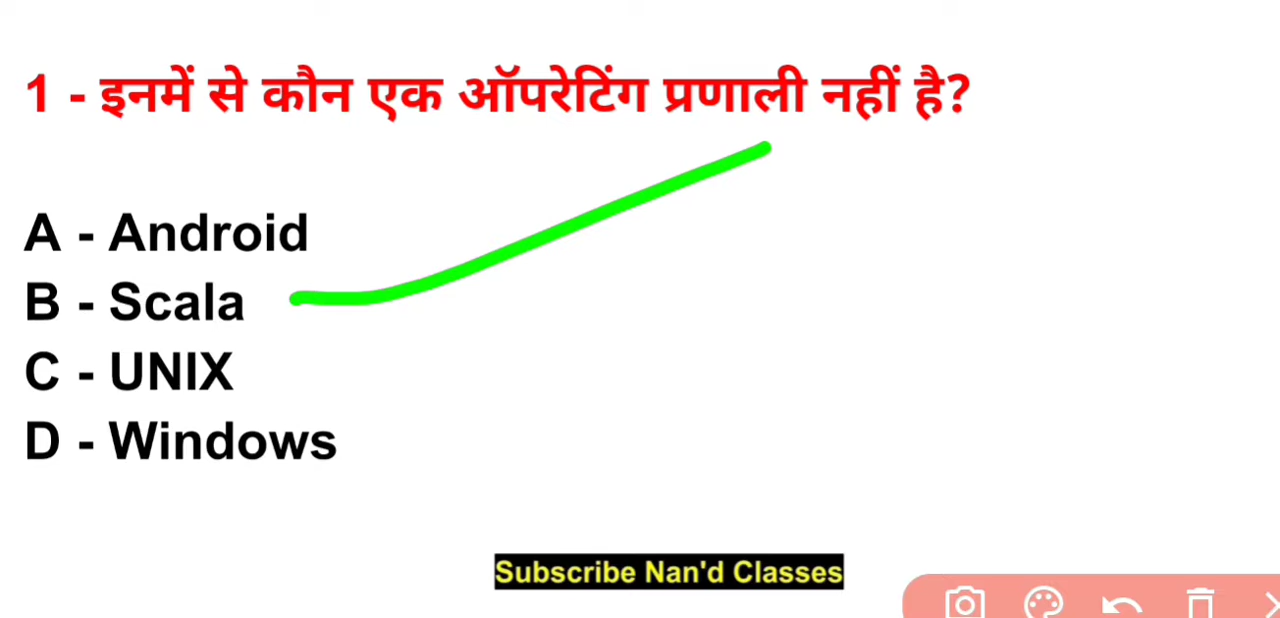 1 - इनमें से कौन एक ऑपरेटिंग प्रणाली नहीं है?
A - Android
B - Scala
C - UNIX
D - Windows
Subscribe Nan'd Classes